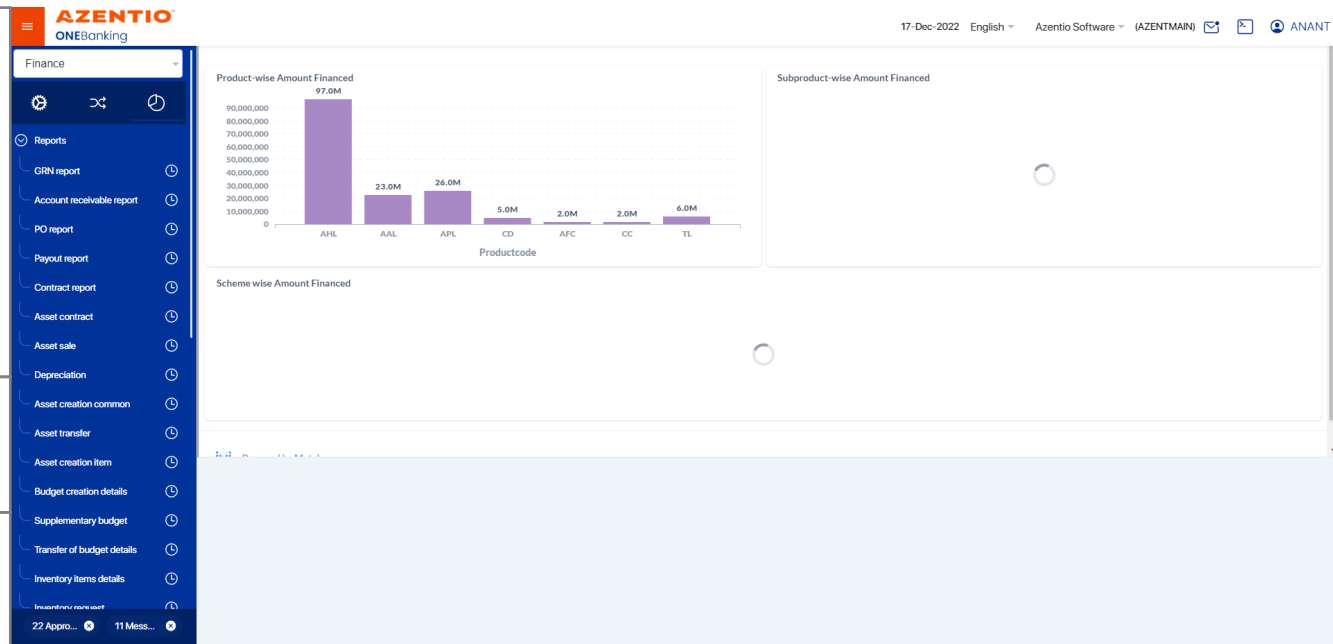 AZENTIO
ONEBanking
17-Dec-2022 English Azentio Software (AZENTMAIN) ANANT
Finance
Reports
GRN report
Account receivable report
PO report
Payout report
Contract report
Asset contract
Asset sale
Depreciation
Asset creation common
Asset transfer
Asset creation item
Budget creation details
Supplementary budget
Transfer of budget details
Inventory items details
Inventory request
22 Appro... 11 Mess...
Product-wise Amount Financed
97.0M
90,000,000
80,000,000
70,000,000
60,000,000
50,000,000
40,000,000
30,000,000
20,000,000
10,000,000
0
23.0M 26.0M 5.0M 2.0M 2.0M 6.0M
AHL AAL APL CD AFC CC TL
Productcode
Subproduct-wise Amount Financed
Scheme wise Amount Financed